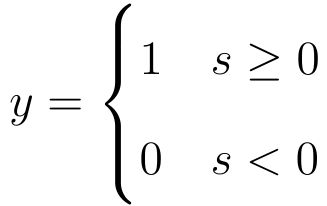 y = { 1 s ≥ 0
0 s < 0